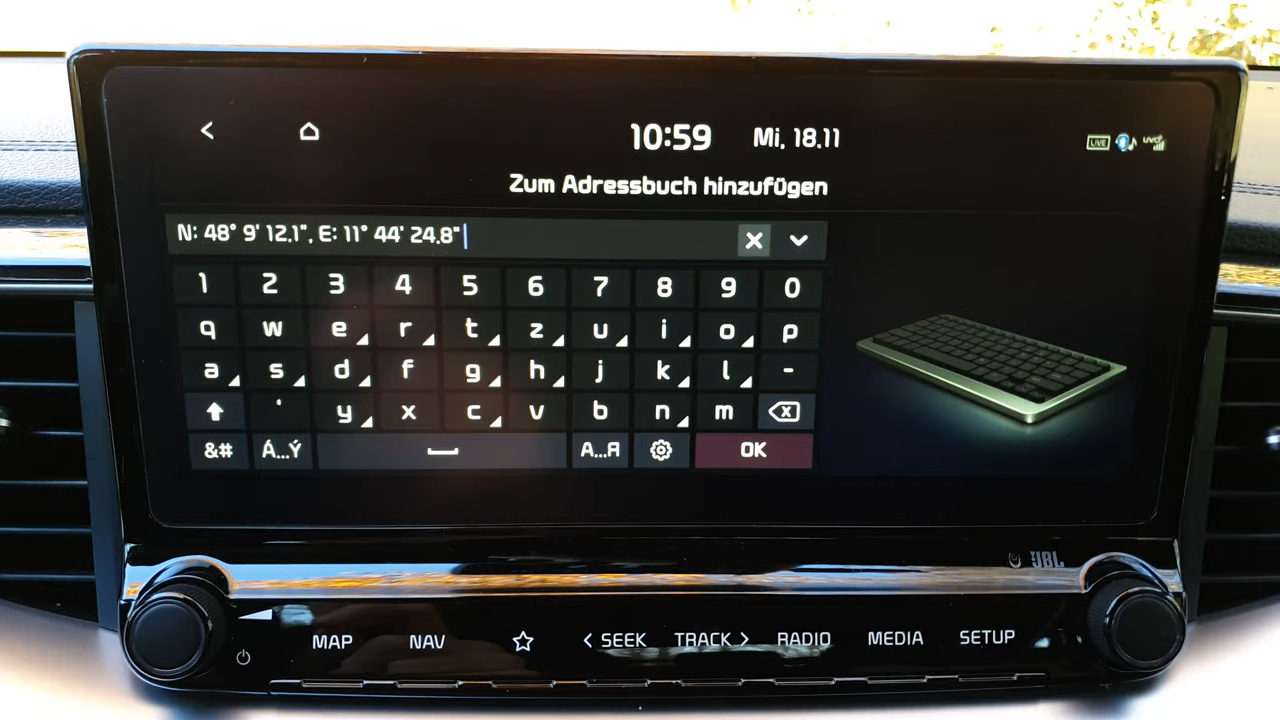 10:59 Mi, 18.11
LIVE UVO
Zum Adressbuch hinzufügen
N: 48° 9' 12.1", E: 11° 44' 24.8"
1 2 3 4 5 6 7 8 9 0
q w e r t z u i o p
a s d f g h j k l -
' y x c v b n m
&# Á...Ý A...Я OK
JBL
MAP NAV < SEEK TRACK > RADIO MEDIA SETUP